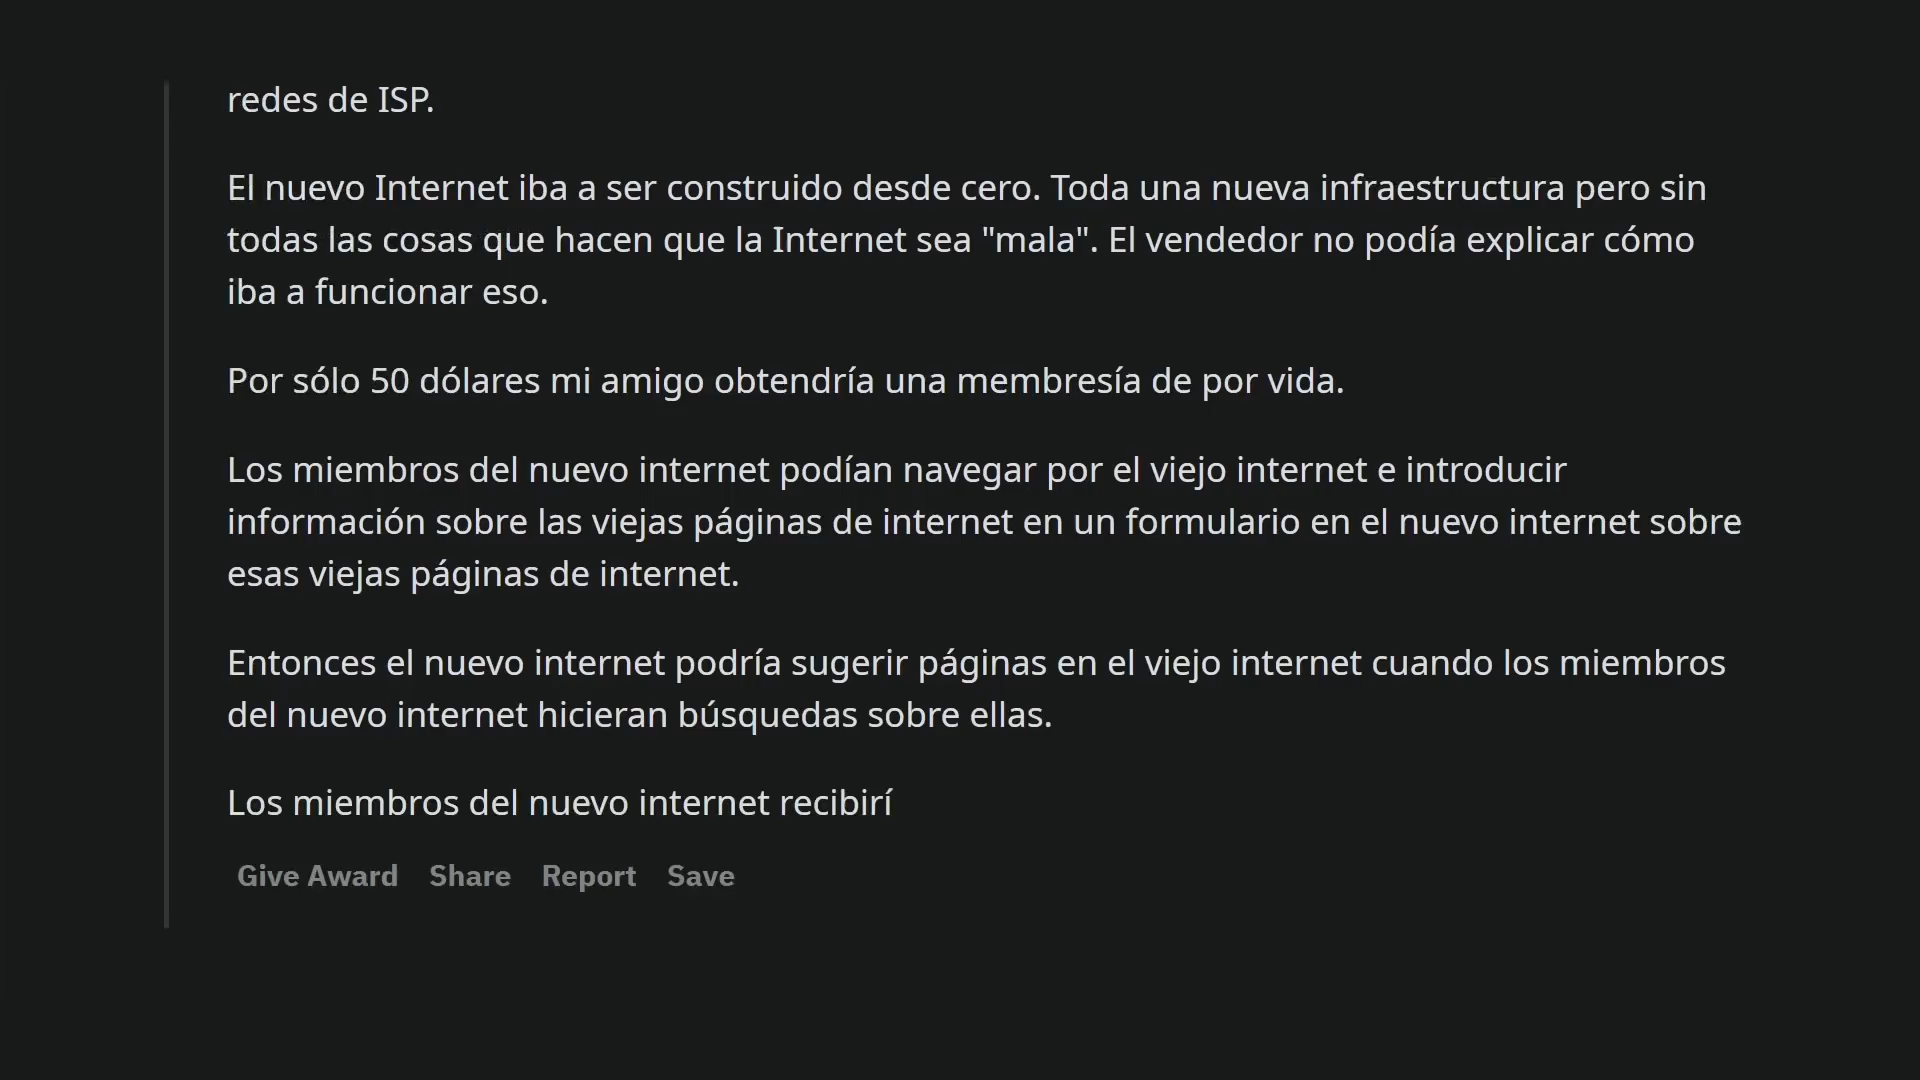 redes de ISP.
El nuevo Internet iba a ser construido desde cero. Toda una nueva infraestructura pero sin
todas las cosas que hacen que la Internet sea "mala". El vendedor no podía explicar cómo
iba a funcionar eso.
Por sólo 50 dólares mi amigo obtendría una membresía de por vida.
Los miembros del nuevo internet podían navegar por el viejo internet e introducir
información sobre las viejas páginas de internet en un formulario en el nuevo internet sobre
esas viejas páginas de internet.
Entonces el nuevo internet podría sugerir páginas en el viejo internet cuando los miembros
del nuevo internet hicieran búsquedas sobre ellas.
Los miembros del nuevo internet recibirí
Give Award Share Report Save